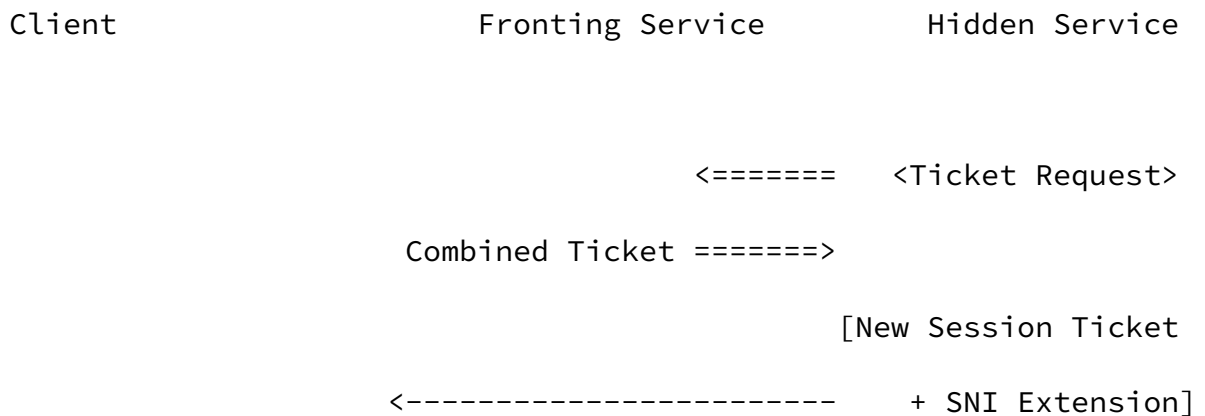 Client                    Fronting Service         Hidden Service
<=======   <Ticket Request>
Combined Ticket =======>
[New Session Ticket
<------------------------    + SNI Extension]